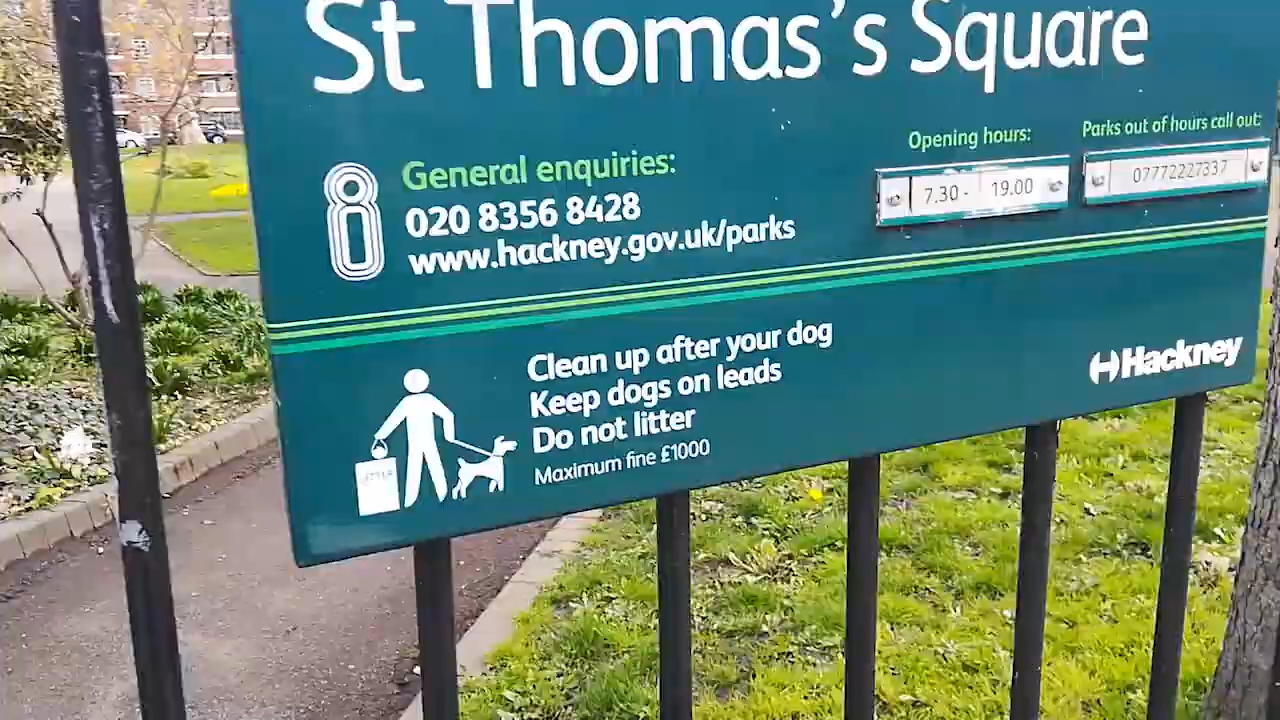 St Thomas's Square
General enquiries:
020 8356 8428
www.hackney.gov.uk/parks
Opening hours:
7.30 - 19.00
Parks out of hours call out:
07772227337
Clean up after your dog
Keep dogs on leads
Do not litter
Maximum fine £1000
Hackney